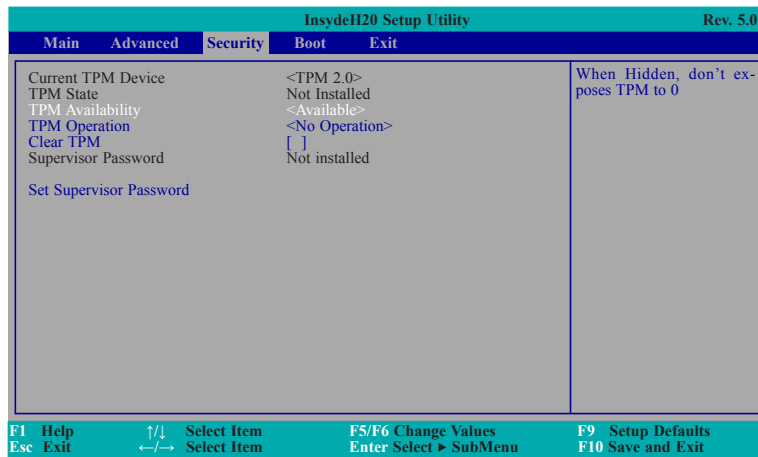 InsydeH20 Setup Utility Rev. 5.0
Main Advanced Security Boot Exit
Current TPM Device <TPM 2.0>
TPM State Not Installed
TPM Availability <Available>
TPM Operation <No Operation>
Clear TPM [ ]
Supervisor Password Not installed
Set Supervisor Password
When Hidden, don't ex-
poses TPM to 0
F1 Help ↑/↓ Select Item F5/F6 Change Values F9 Setup Defaults
Esc Exit ←/→ Select Item Enter Select ► SubMenu F10 Save and Exit